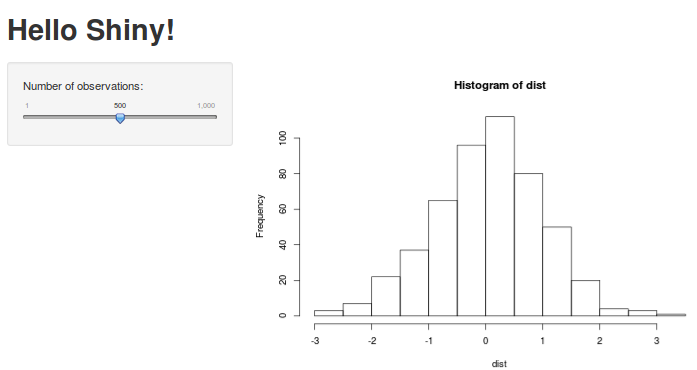 Hello Shiny!
Number of observations:
1 500 1,000
Histogram of dist
Frequency
100
80
60
40
20
0
-3 -2 -1 0 1 2 3
dist